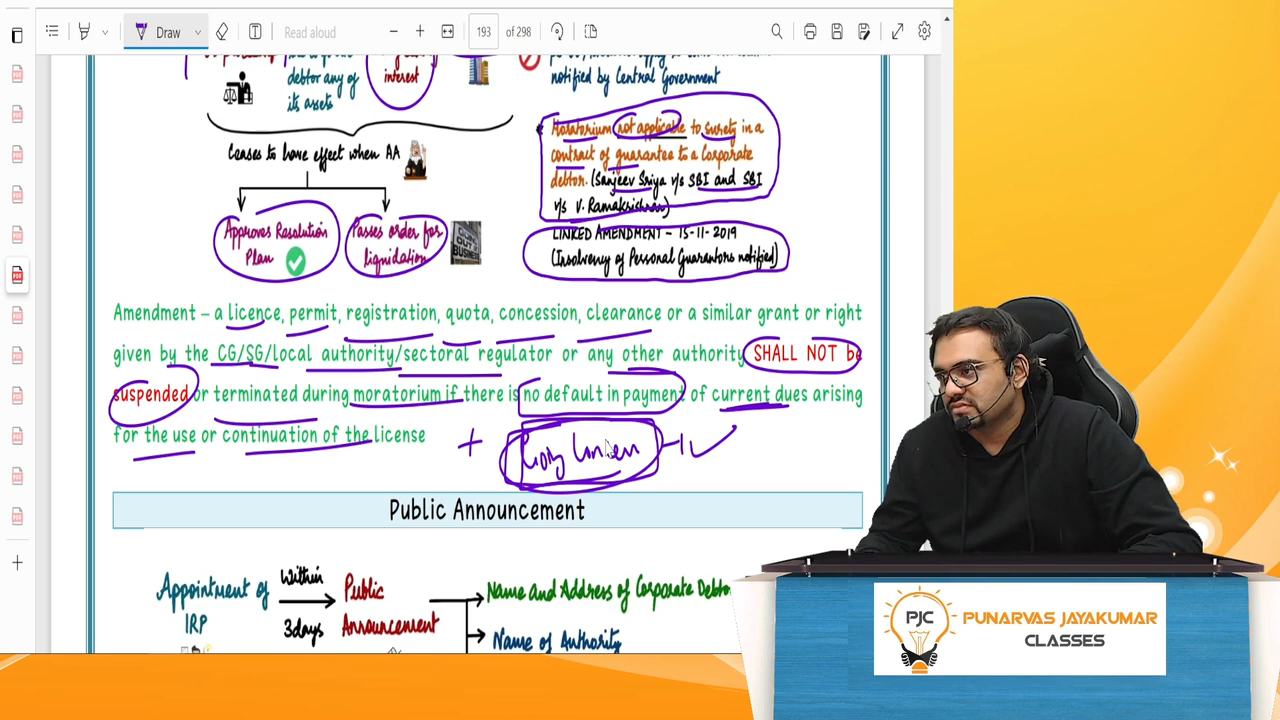 Draw
Read aloud
193 of 298
debtor any of
its assets
interest
notified by Central Government
Ceases to have effect when AA
Approves Resolution
Plan
Passes order for
liquidation
Moratorium not applicable to surety in a
contract of guarantee to a Corporate
debtor. (Sanjeev Sriya v/s SBI and SBI
v/s V. Ramakrishnan)
LINKED AMENDMENT - 15-11-2019
(Insolvency of Personal Guarantors notified)
Amendment – a licence, permit, registration, quota, concession, clearance or a similar grant or right
given by the CG/SG/local authority/sectoral regulator or any other authority SHALL NOT be
suspended or terminated during moratorium if there is no default in payment of current dues arising
for the use or continuation of the license
+
Public Announcement
Appointment of
IRP
Within
3days
Public
Announcement
Name and Address of Corporate Debtor
Name of Authority
PJC
PUNARVAS JAYAKUMAR
CLASSES